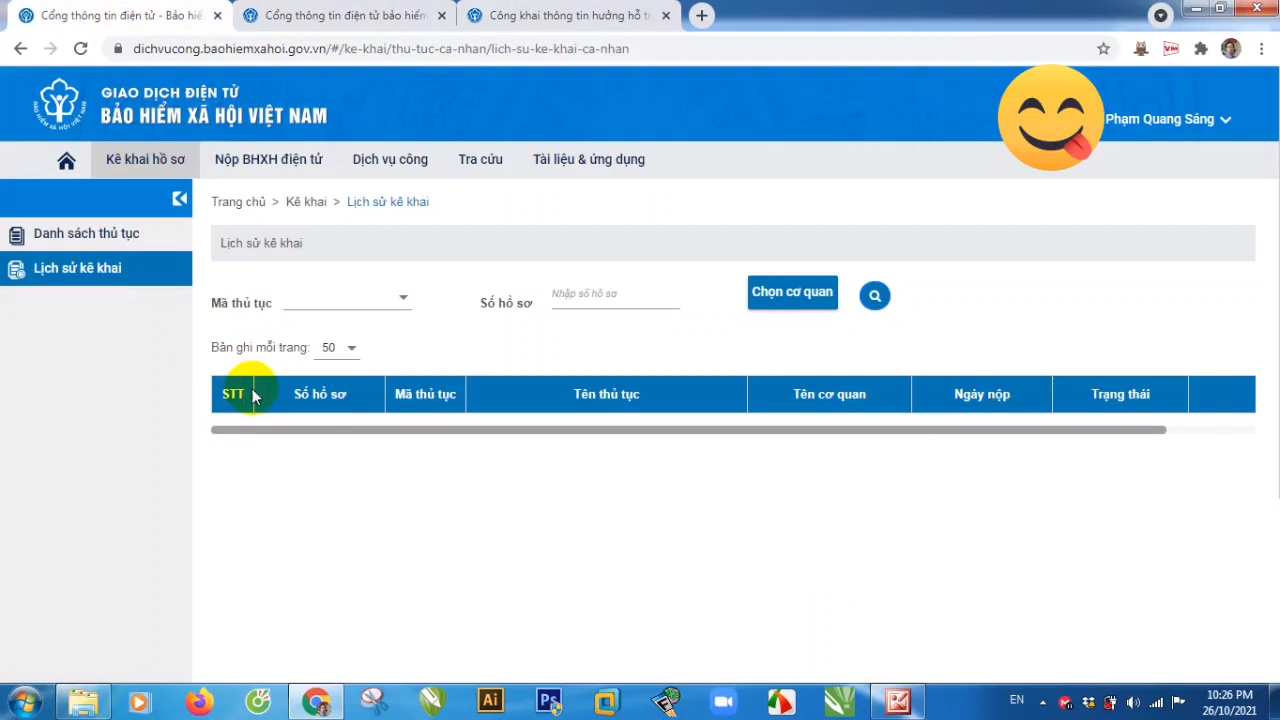 Cổng thông tin điện tử - Bảo hiể
Cổng thông tin điện tử bảo hiểm
Công khai thông tin hướng hỗ tr
dichvucong.baohiemxahoi.gov.vn/#/ke-khai/thu-tuc-ca-nhan/lich-su-ke-khai-ca-nhan
VM
GIAO DỊCH ĐIỆN TỬ
BẢO HIỂM XÃ HỘI VIỆT NAM
Phạm Quang Sáng
Kê khai hồ sơ
Nộp BHXH điện tử
Dịch vụ công
Tra cứu
Tài liệu & ứng dụng
Danh sách thủ tục
Lịch sử kê khai
Trang chủ > Kê khai > Lịch sử kê khai
Lịch sử kê khai
Mã thủ tục
Số hồ sơ
Nhập số hồ sơ
Chọn cơ quan
Bản ghi mỗi trang: 50
STT
Số hồ sơ
Mã thủ tục
Tên thủ tục
Tên cơ quan
Ngày nộp
Trạng thái
Ai
Ps
EN
10:26 PM
26/10/2021